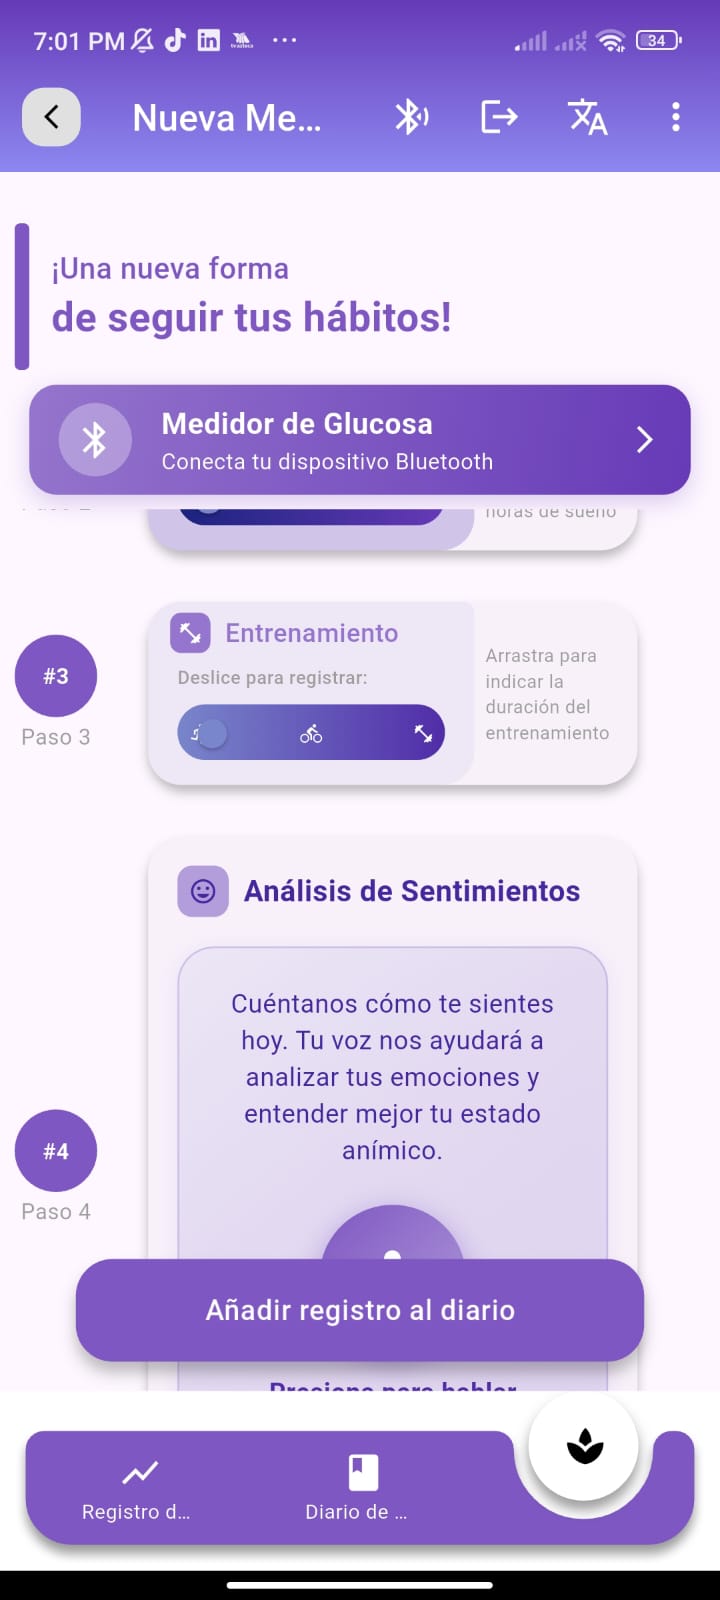 7:01 PM
34
Nueva Me...
¡Una nueva forma
de seguir tus hábitos!
Medidor de Glucosa
Conecta tu dispositivo Bluetooth
horas de sueño
#3
Paso 3
Entrenamiento
Deslice para registrar:
Arrastra para
indicar la
duración del
entrenamiento
#4
Paso 4
Análisis de Sentimientos
Cuéntanos cómo te sientes
hoy. Tu voz nos ayudará a
analizar tus emociones y
entender mejor tu estado
anímico.
Añadir registro al diario
Presione para hablar
Registro d...
Diario de ...